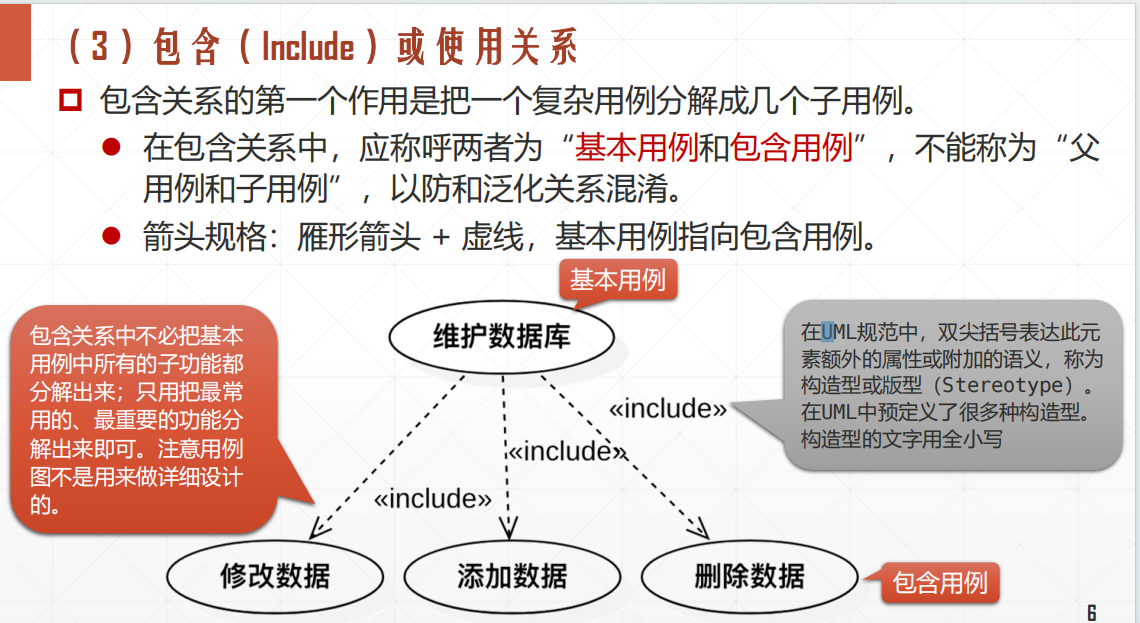 （3）包含（Include）或使用关系
包含关系的第一个作用是把一个复杂用例分解成几个子用例。
在包含关系中，应称呼两者为“基本用例和包含用例”，不能称为“父
用例和子用例”，以防和泛化关系混淆。
箭头规格：雁形箭头 + 虚线，基本用例指向包含用例。
基本用例
维护数据库
包含关系中不必把基本
用例中所有的子功能都
分解出来；只用把最常
用的、最重要的功能分
解出来即可。注意用例
图不是用来做详细设计
的。
在UML规范中，双尖括号表达此元
素额外的属性或附加的语义，称为
构造型或版型（Stereotype）。
在UML中预定义了很多种构造型。
构造型的文字用全小写
«include»
«include»
«include»
修改数据
添加数据
删除数据
包含用例
6